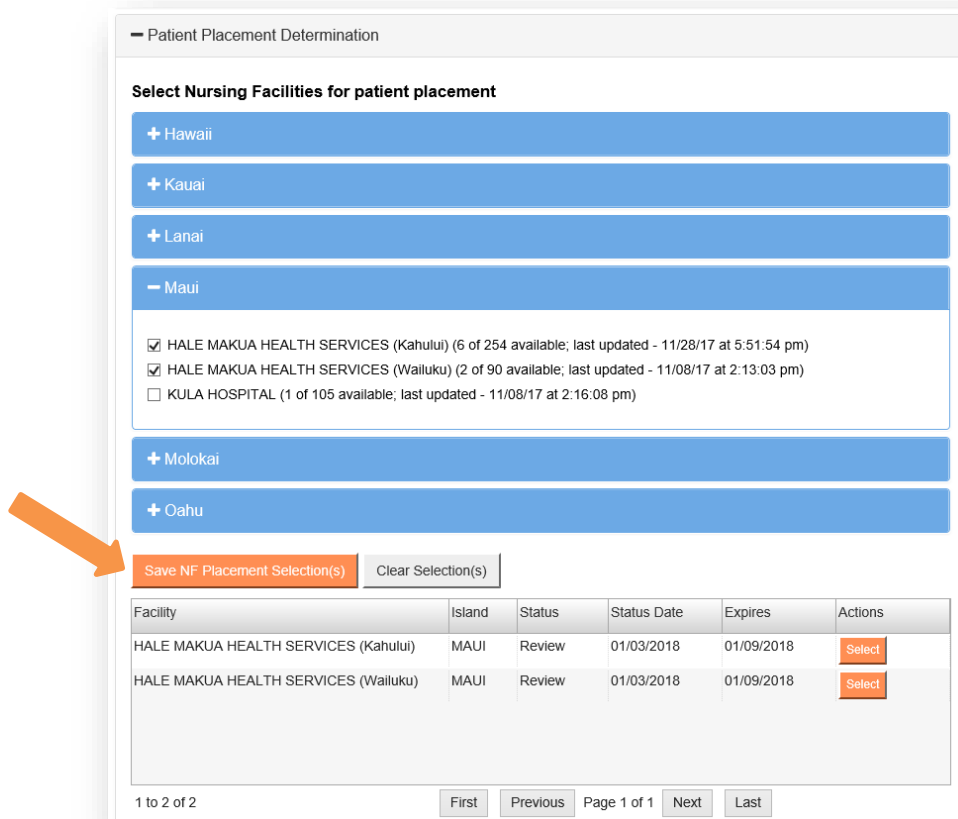 Patient Placement Determination
Select Nursing Facilities for patient placement
Hawaii
Kauai
Lanai
Maui
HALE MAKUA HEALTH SERVICES (Kahului) (6 of 254 available; last updated - 11/28/17 at 5:51:54 pm)
HALE MAKUA HEALTH SERVICES (Wailuku) (2 of 90 available; last updated - 11/08/17 at 2:13:03 pm)
KULA HOSPITAL (1 of 105 available; last updated - 11/08/17 at 2:16:08 pm)
Molokai
Oahu
Save NF Placement Selection(s) Clear Selection(s)
Facility Island Status Status Date Expires Actions
HALE MAKUA HEALTH SERVICES (Kahului) MAUI Review 01/03/2018 01/09/2018 Select
HALE MAKUA HEALTH SERVICES (Wailuku) MAUI Review 01/03/2018 01/09/2018 Select
1 to 2 of 2 First Previous Page 1 of 1 Next Last